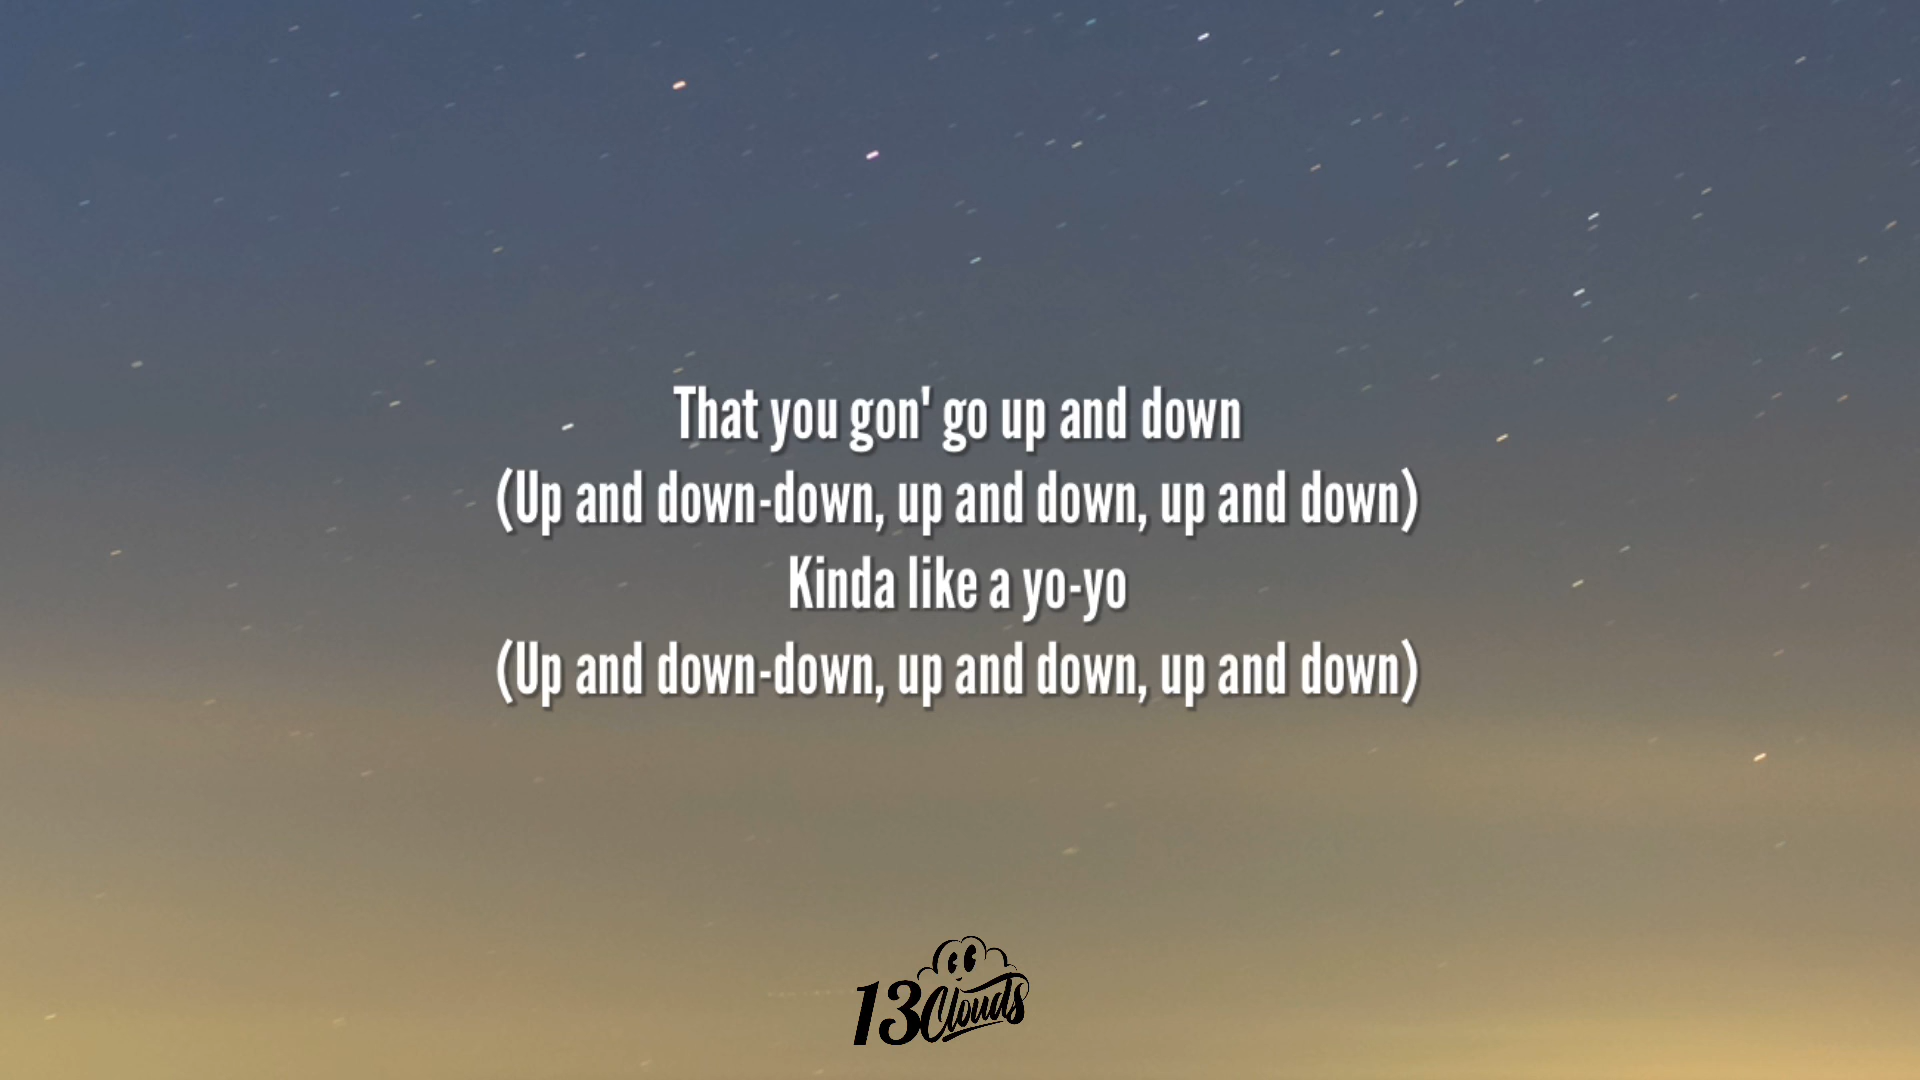 That you gon' go up and down
(Up and down-down, up and down, up and down)
Kinda like a yo-yo
(Up and down-down, up and down, up and down)
13Clouds